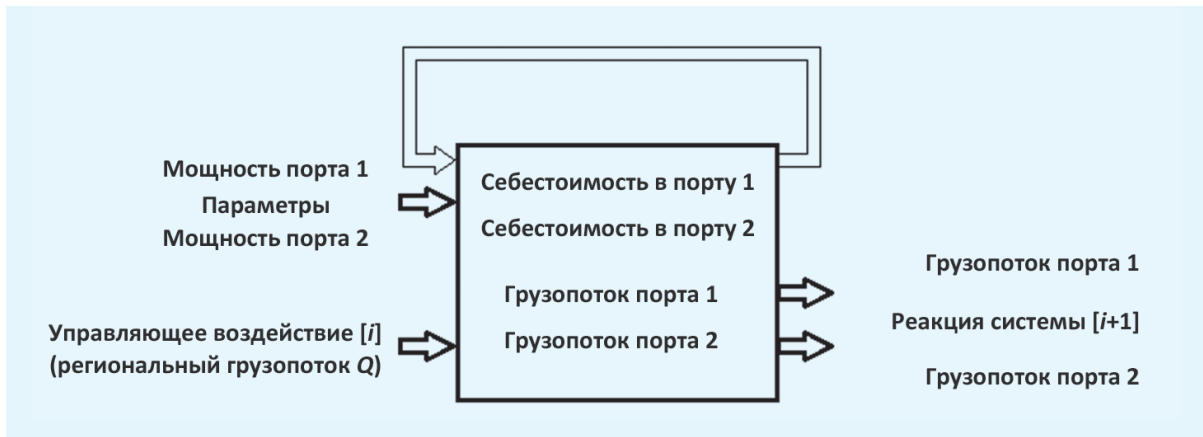 Мощность порта 1
Параметры
Мощность порта 2
Управляющее воздействие [i]
(региональный грузопоток Q)
Себестоимость в порту 1
Себестоимость в порту 2
Грузопоток порта 1
Грузопоток порта 2
Грузопоток порта 1
Реакция системы [i+1]
Грузопоток порта 2